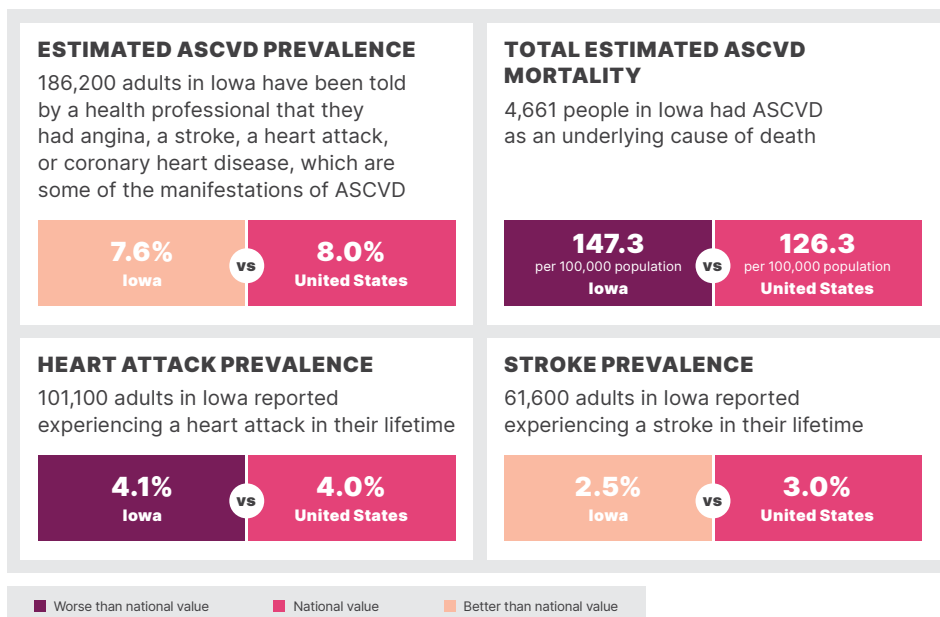 ESTIMATED ASCVD PREVALENCE
186,200 adults in Iowa have been told
by a health professional that they
had angina, a stroke, a heart attack,
or coronary heart disease, which are
some of the manifestations of ASCVD
7.6%
Iowa
vs
8.0%
United States
TOTAL ESTIMATED ASCVD
MORTALITY
4,661 people in Iowa had ASCVD
as an underlying cause of death
147.3
per 100,000 population
Iowa
vs
126.3
per 100,000 population
United States
HEART ATTACK PREVALENCE
101,100 adults in Iowa reported
experiencing a heart attack in their lifetime
4.1%
Iowa
vs
4.0%
United States
STROKE PREVALENCE
61,600 adults in Iowa reported
experiencing a stroke in their lifetime
2.5%
Iowa
vs
3.0%
United States
Worse than national value
National value
Better than national value